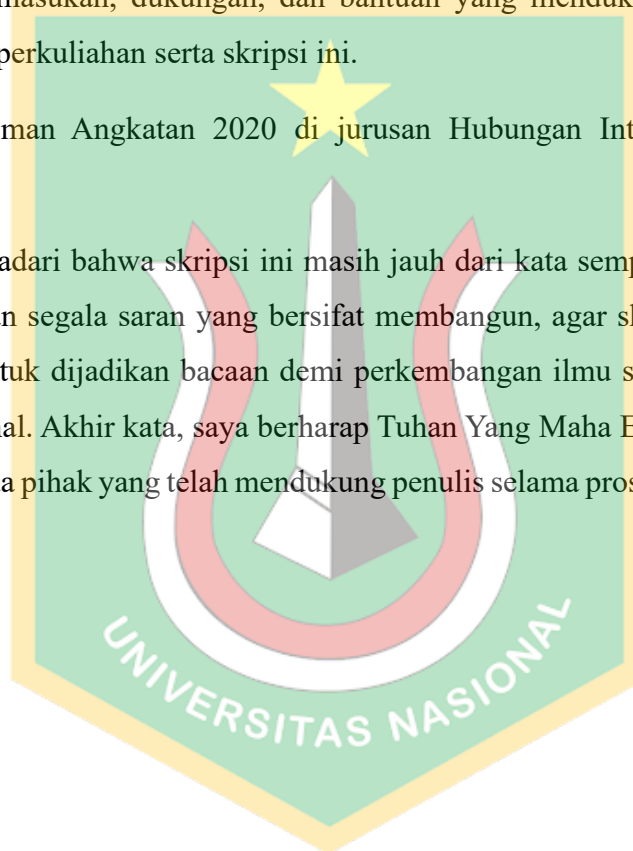 masukan, dukungan, dan bantuan yang menduk
perkuliahan serta skripsi ini.
man Angkatan 2020 di jurusan Hubungan Int
adari bahwa skripsi ini masih jauh dari kata semp
n segala saran yang bersifat membangun, agar sk
tuk dijadikan bacaan demi perkembangan ilmu s
al. Akhir kata, saya berharap Tuhan Yang Maha E
a pihak yang telah mendukung penulis selama pros
UNIVERSITAS NASIONAL